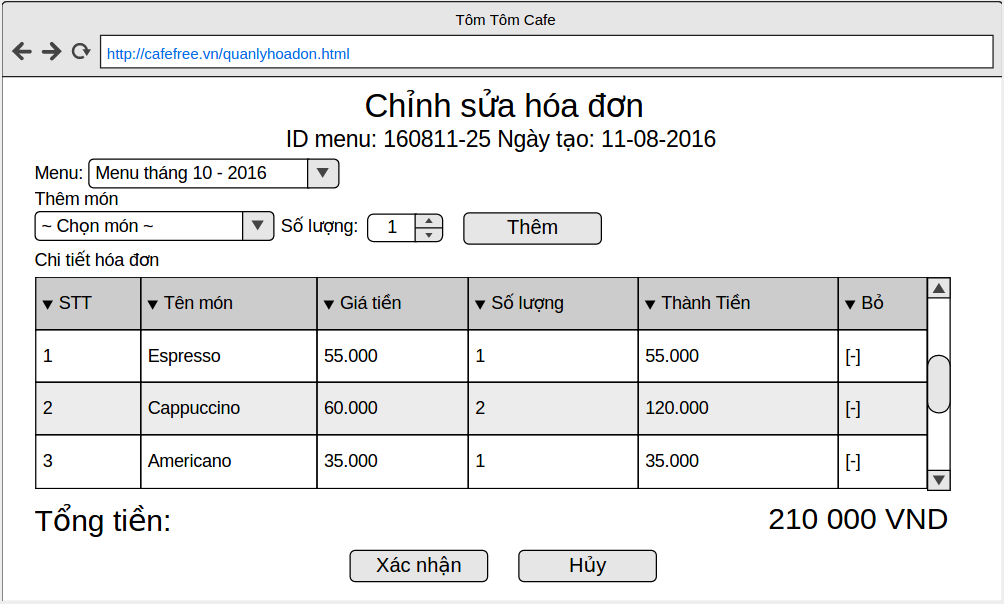 Tôm Tôm Cafe
http://cafefree.vn/quanlyhoadon.html
Chỉnh sửa hóa đơn
ID menu: 160811-25 Ngày tạo: 11-08-2016
Menu: Menu tháng 10 - 2016
Thêm món
~ Chọn món ~ Số lượng: 1 Thêm
Chi tiết hóa đơn
STT Tên món Giá tiền Số lượng Thành Tiền Bỏ
1 Espresso 55.000 1 55.000 [-]
2 Cappuccino 60.000 2 120.000 [-]
3 Americano 35.000 1 35.000 [-]
Tổng tiền: 210 000 VND
Xác nhận Hủy